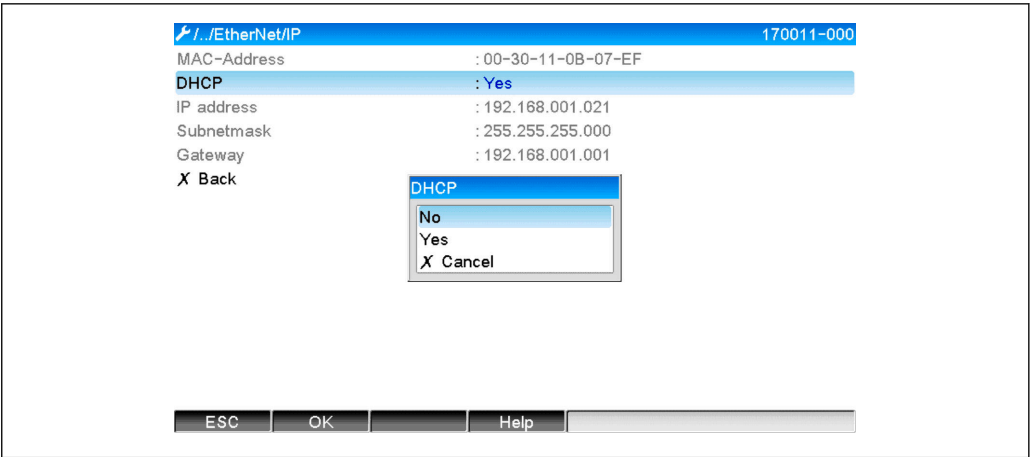 /../EtherNet/IP 170011-000
MAC-Address : 00-30-11-0B-07-EF
DHCP : Yes
IP address : 192.168.001.021
Subnetmask : 255.255.255.000
Gateway : 192.168.001.001
X Back
DHCP
No
Yes
X Cancel
ESC OK Help